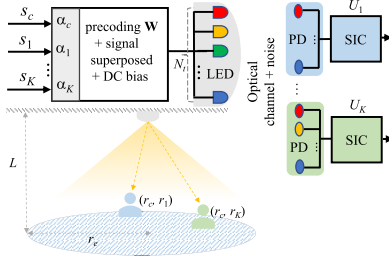 s_c
s_1
s_K
α_c
α_1
α_K
precoding W
+ signal
superposed
+ DC bias
N_t
LED
Optical
channel + noise
PD
SIC
U_1
PD
SIC
U_K
L
r_e
(r_c, r_1)
(r_c, r_K)